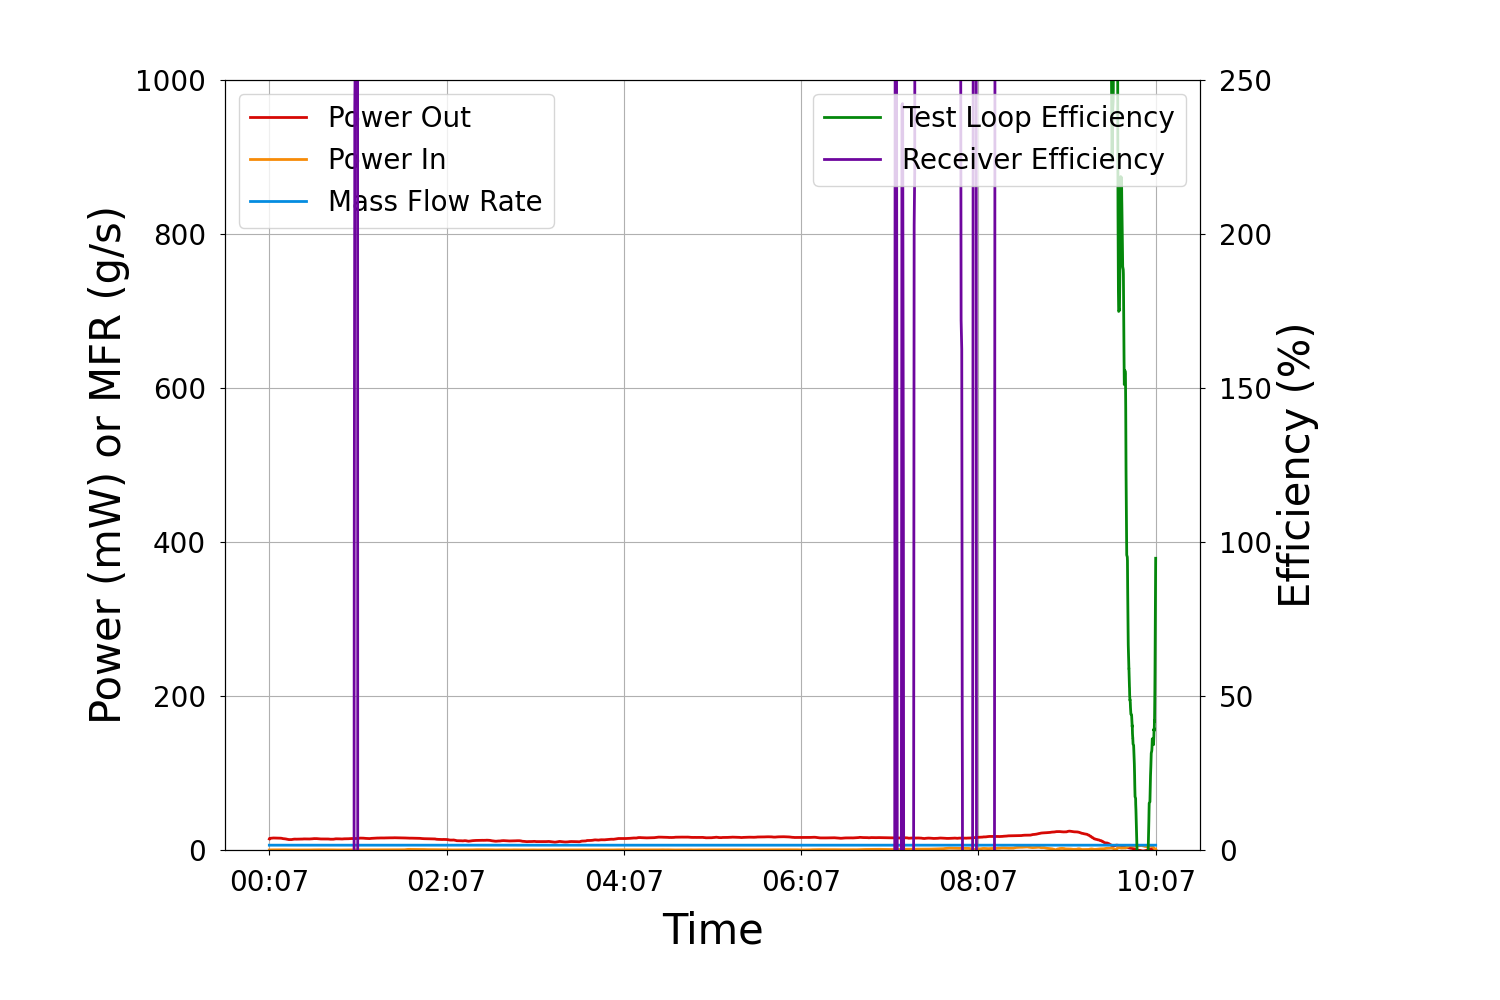 1000
800
600
400
200
0
Power (mW) or MFR (g/s)
Power Out
Power In
Mass Flow Rate
Test Loop Efficiency
Receiver Efficiency
250
200
150
100
50
0
Efficiency (%)
00:07 02:07 04:07 06:07 08:07 10:07
Time